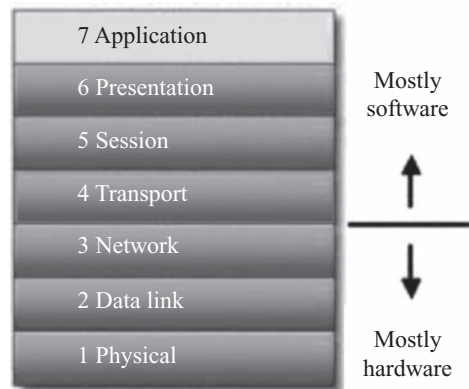 7 Application
6 Presentation
5 Session
4 Transport
3 Network
2 Data link
1 Physical
Mostly
software
Mostly
hardware